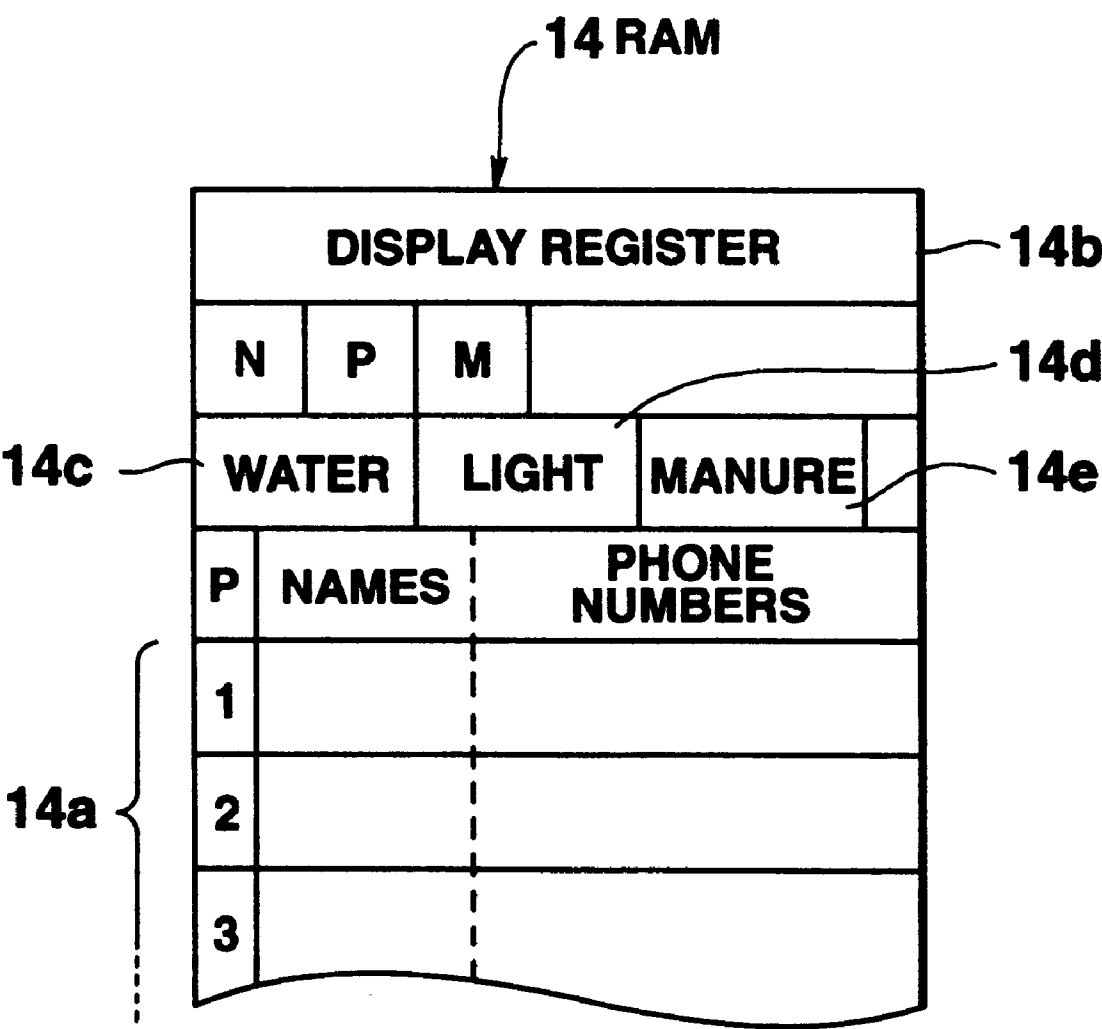 14 RAM
DISPLAY REGISTER 14b
N P M
14d
14c WATER LIGHT MANURE 14e
P NAMES PHONE
NUMBERS
1
14a 2
3